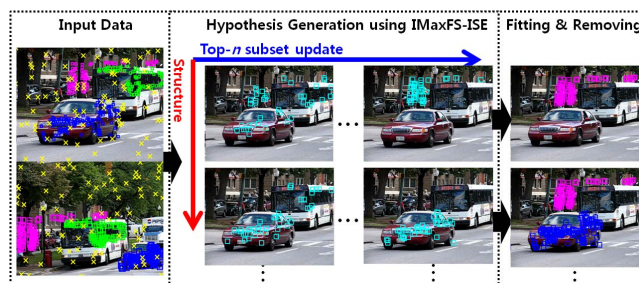 Input Data
Hypothesis Generation using IMaxFS-ISE
Fitting & Removing
Top-n subset update
Structure